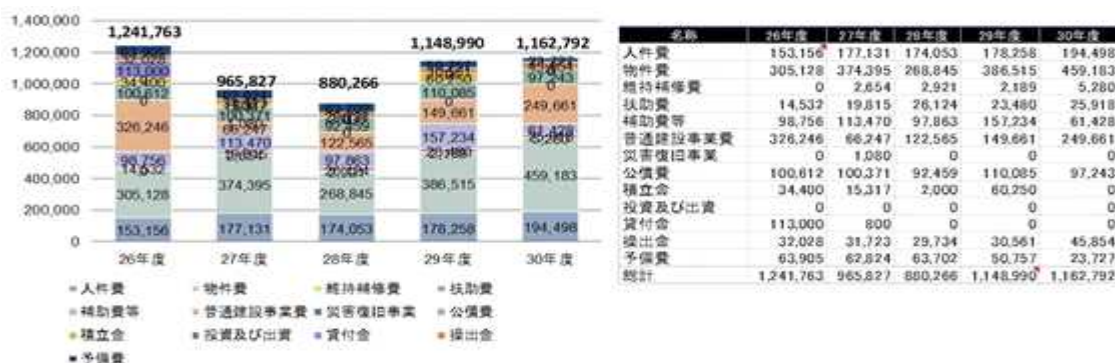 1,400,000
1,200,000
1,000,000
800,000
600,000
400,000
200,000
0
1,241,763
965,827
880,266
1,148,990
1,162,792
113,000
34,400
100,612
0
326,246
98,756
305,128
153,156
100,371
66,247
113,470
374,395
177,131
122,565
97,863
268,845
174,053
110,085
149,661
157,234
386,515
178,258
97,243
0
249,661
61,428
459,183
194,498
26年度 27年度 28年度 29年度 30年度
人件費 物件費 維持補修費 扶助費
補助費等 普通建設事業費 災害復旧事業 公債費
積立金 投資及び出資 貸付金 繰出金
予備費
名称 26年度 27年度 28年度 29年度 30年度
人件費 153,156 177,131 174,053 178,258 194,498
物件費 305,128 374,395 268,845 386,515 459,183
維持補修費 0 2,654 2,921 2,189 5,280
扶助費 14,532 19,815 26,124 23,480 25,918
補助費等 98,756 113,470 97,863 157,234 61,428
普通建設事業費 326,246 66,247 122,565 149,661 249,661
災害復旧事業 0 1,080 0 0 0
公債費 100,612 100,371 92,459 110,085 97,243
積立金 34,400 15,317 2,000 60,250 0
投資及び出資 0 0 0 0 0
貸付金 113,000 800 0 0 0
繰出金 32,028 31,723 29,734 30,561 45,854
予備費 63,905 62,824 63,702 50,757 23,727
総計 1,241,763 965,827 880,266 1,148,990 1,162,792